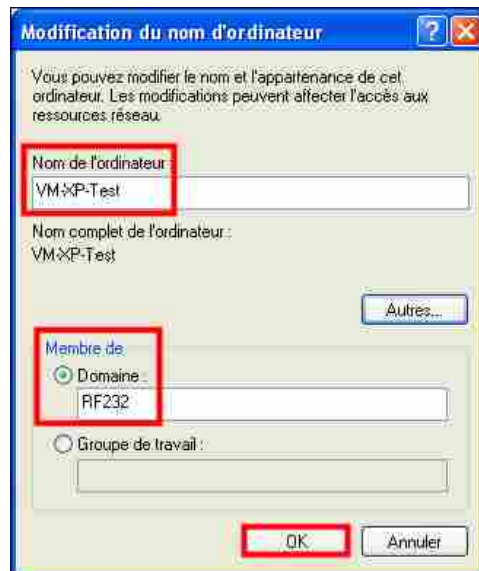 Modification du nom d'ordinateur
Vous pouvez modifier le nom et l'appartenance de cet
ordinateur. Les modifications peuvent affecter l'accès aux
ressources réseau.
Nom de l'ordinateur :
VM-XP-Test
Nom complet de l'ordinateur :
VM-XP-Test
Autres...
Membre de
Domaine :
RF232
Groupe de travail :
OK
Annuler